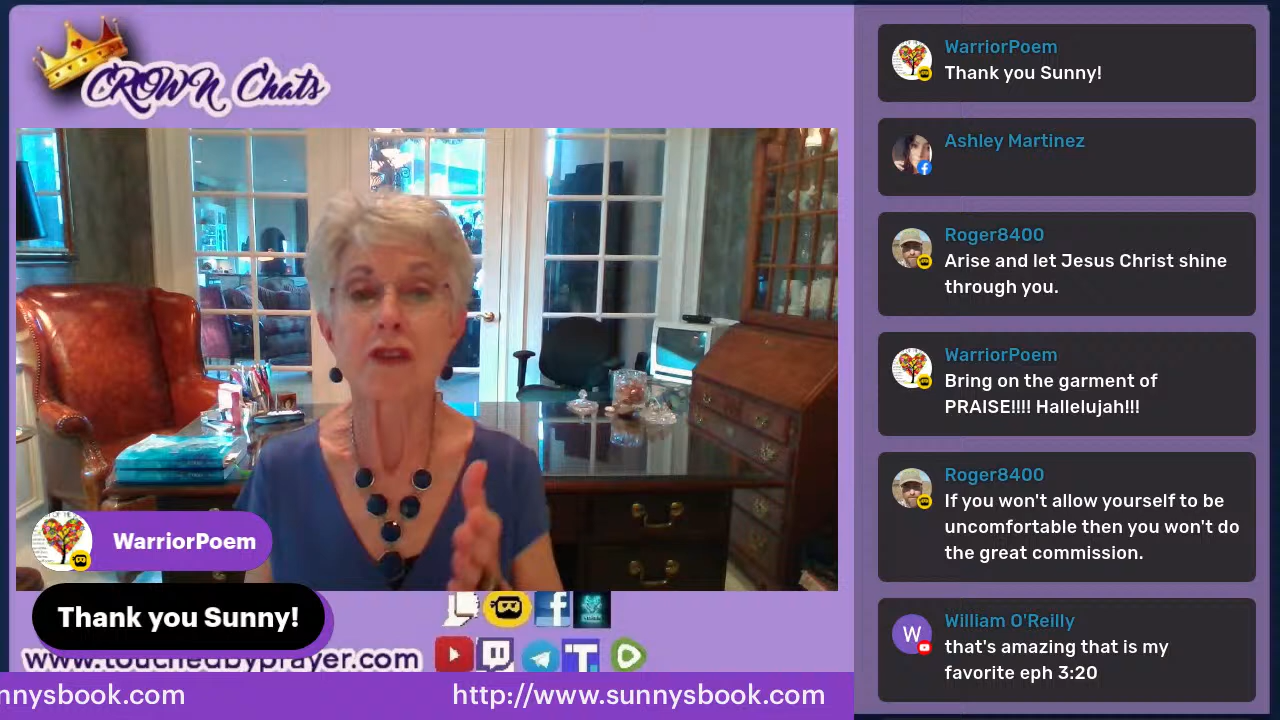 CROWN Chats
WarriorPoem
Thank you Sunny!
www.touchedbyprayer.com
nnysbook.com
http://www.sunnysbook.com
WarriorPoem
Thank you Sunny!
Ashley Martinez
Roger8400
Arise and let Jesus Christ shine
through you.
WarriorPoem
Bring on the garment of
PRAISE!!!! Hallelujah!!!
Roger8400
If you won't allow yourself to be
uncomfortable then you won't do
the great commission.
W
William O'Reilly
that's amazing that is my
favorite eph 3:20